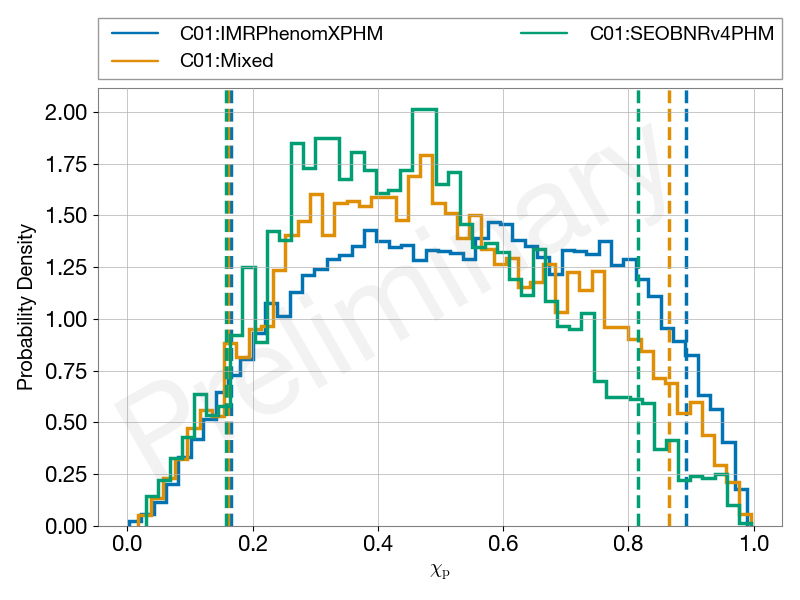 C01:IMRPhenomXPHM
C01:Mixed
C01:SEOBNRv4PHM
Preliminary
Probability Density
2.00
1.75
1.50
1.25
1.00
0.75
0.50
0.25
0.00
0.0 0.2 0.4 0.6 0.8 1.0
χp